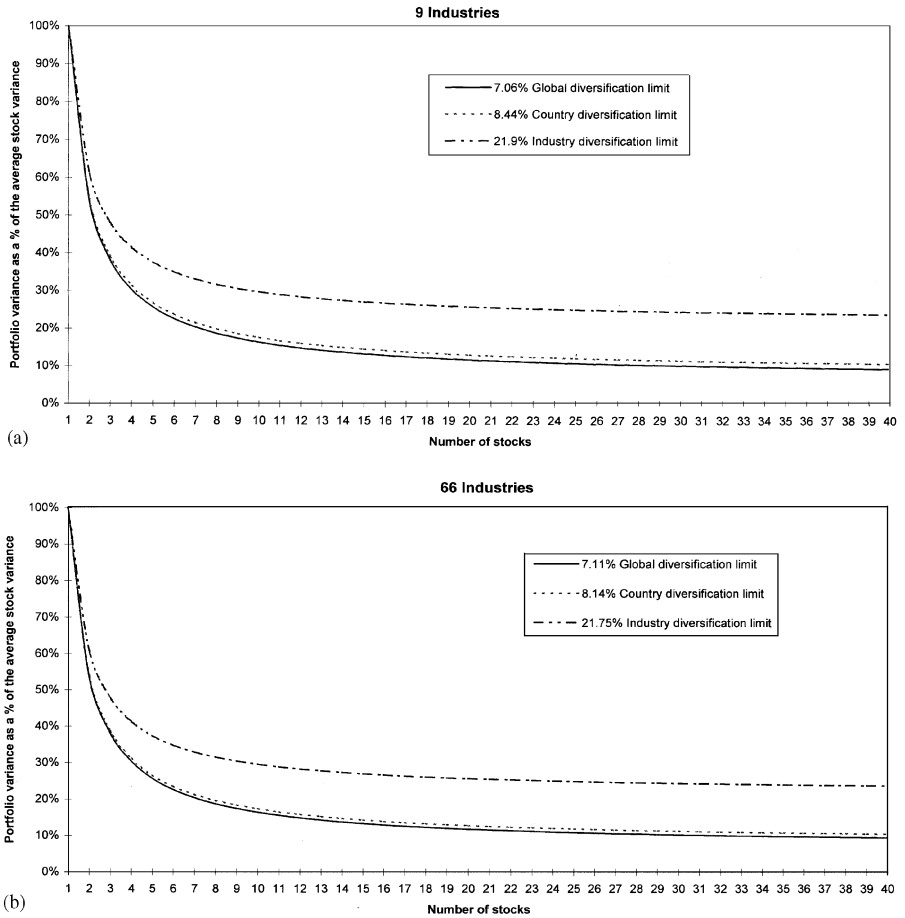 9 Industries
100%
90%
80%
70%
60%
50%
40%
30%
20%
10%
0%
Portfolio variance as a % of the average stock variance
7.06% Global diversification limit
8.44% Country diversification limit
21.9% Industry diversification limit
1 2 3 4 5 6 7 8 9 10 11 12 13 14 15 16 17 18 19 20 21 22 23 24 25 26 27 28 29 30 31 32 33 34 35 36 37 38 39 40
Number of stocks
(a)
66 Industries
100%
90%
80%
70%
60%
50%
40%
30%
20%
10%
0%
Portfolio variance as a % of the average stock variance
7.11% Global diversification limit
8.14% Country diversification limit
21.75% Industry diversification limit
1 2 3 4 5 6 7 8 9 10 11 12 13 14 15 16 17 18 19 20 21 22 23 24 25 26 27 28 29 30 31 32 33 34 35 36 37 38 39 40
Number of stocks
(b)